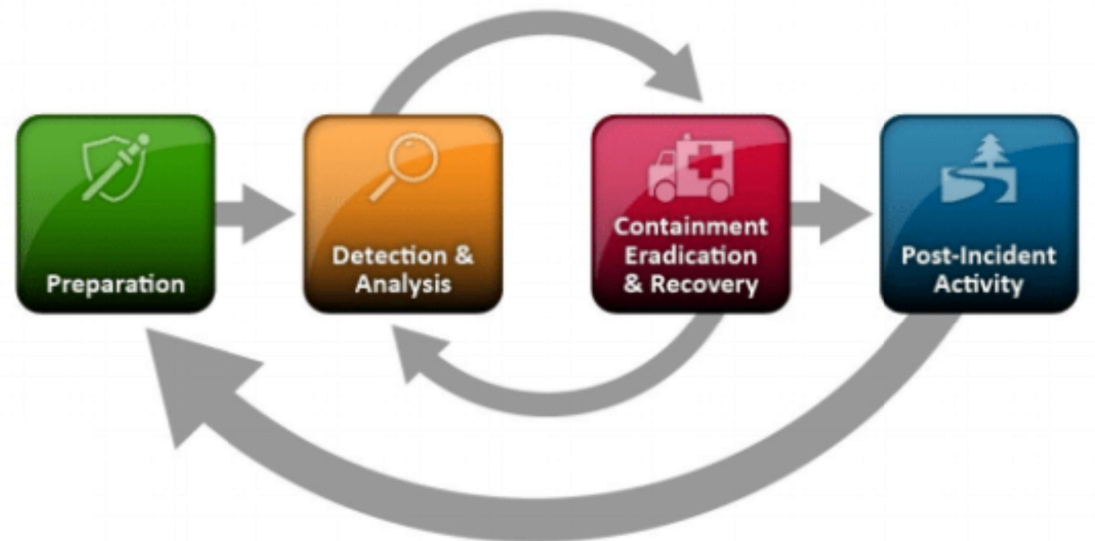 Preparation
Detection &
Analysis
Containment
Eradication
& Recovery
Post-Incident
Activity